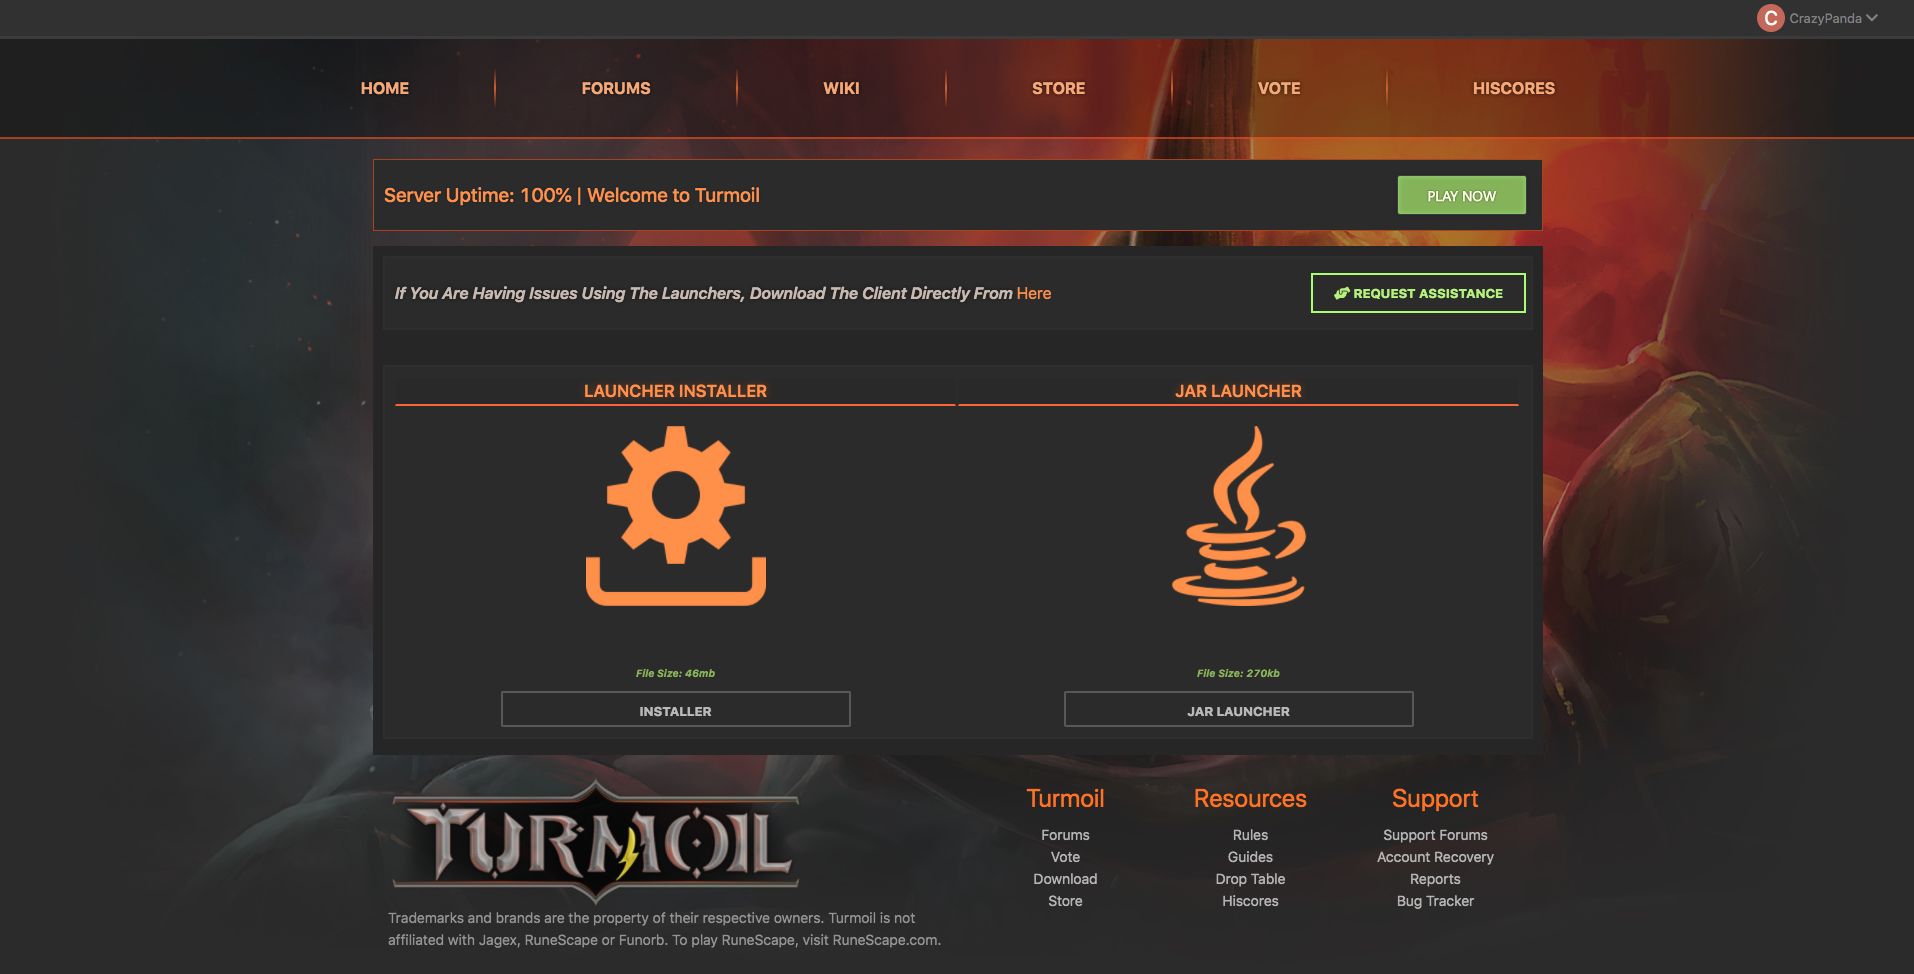 C CrazyPanda
HOME FORUMS WIKI STORE VOTE HISCORES
Server Uptime: 100% | Welcome to Turmoil
PLAY NOW
If You Are Having Issues Using The Launchers, Download The Client Directly From Here
REQUEST ASSISTANCE
LAUNCHER INSTALLER
JAR LAUNCHER
File Size: 46mb
File Size: 270kb
INSTALLER
JAR LAUNCHER
TURMOIL
Trademarks and brands are the property of their respective owners. Turmoil is not
affiliated with Jagex, RuneScape or Funorb. To play RuneScape, visit RuneScape.com.
Turmoil
Forums
Vote
Download
Store
Resources
Rules
Guides
Drop Table
Hiscores
Support
Support Forums
Account Recovery
Reports
Bug Tracker